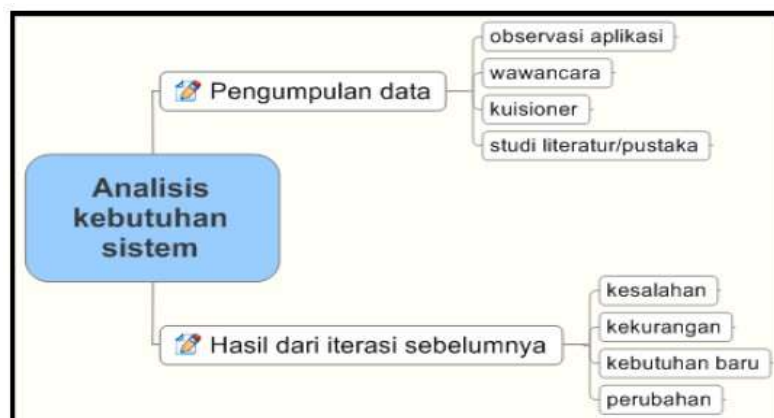 Analisis
kebutuhan
sistem
Pengumpulan data
observasi aplikasi
wawancara
kuisioner
studi literatur/pustaka
Hasil dari iterasi sebelumnya
kesalahan
kekurangan
kebutuhan baru
perubahan